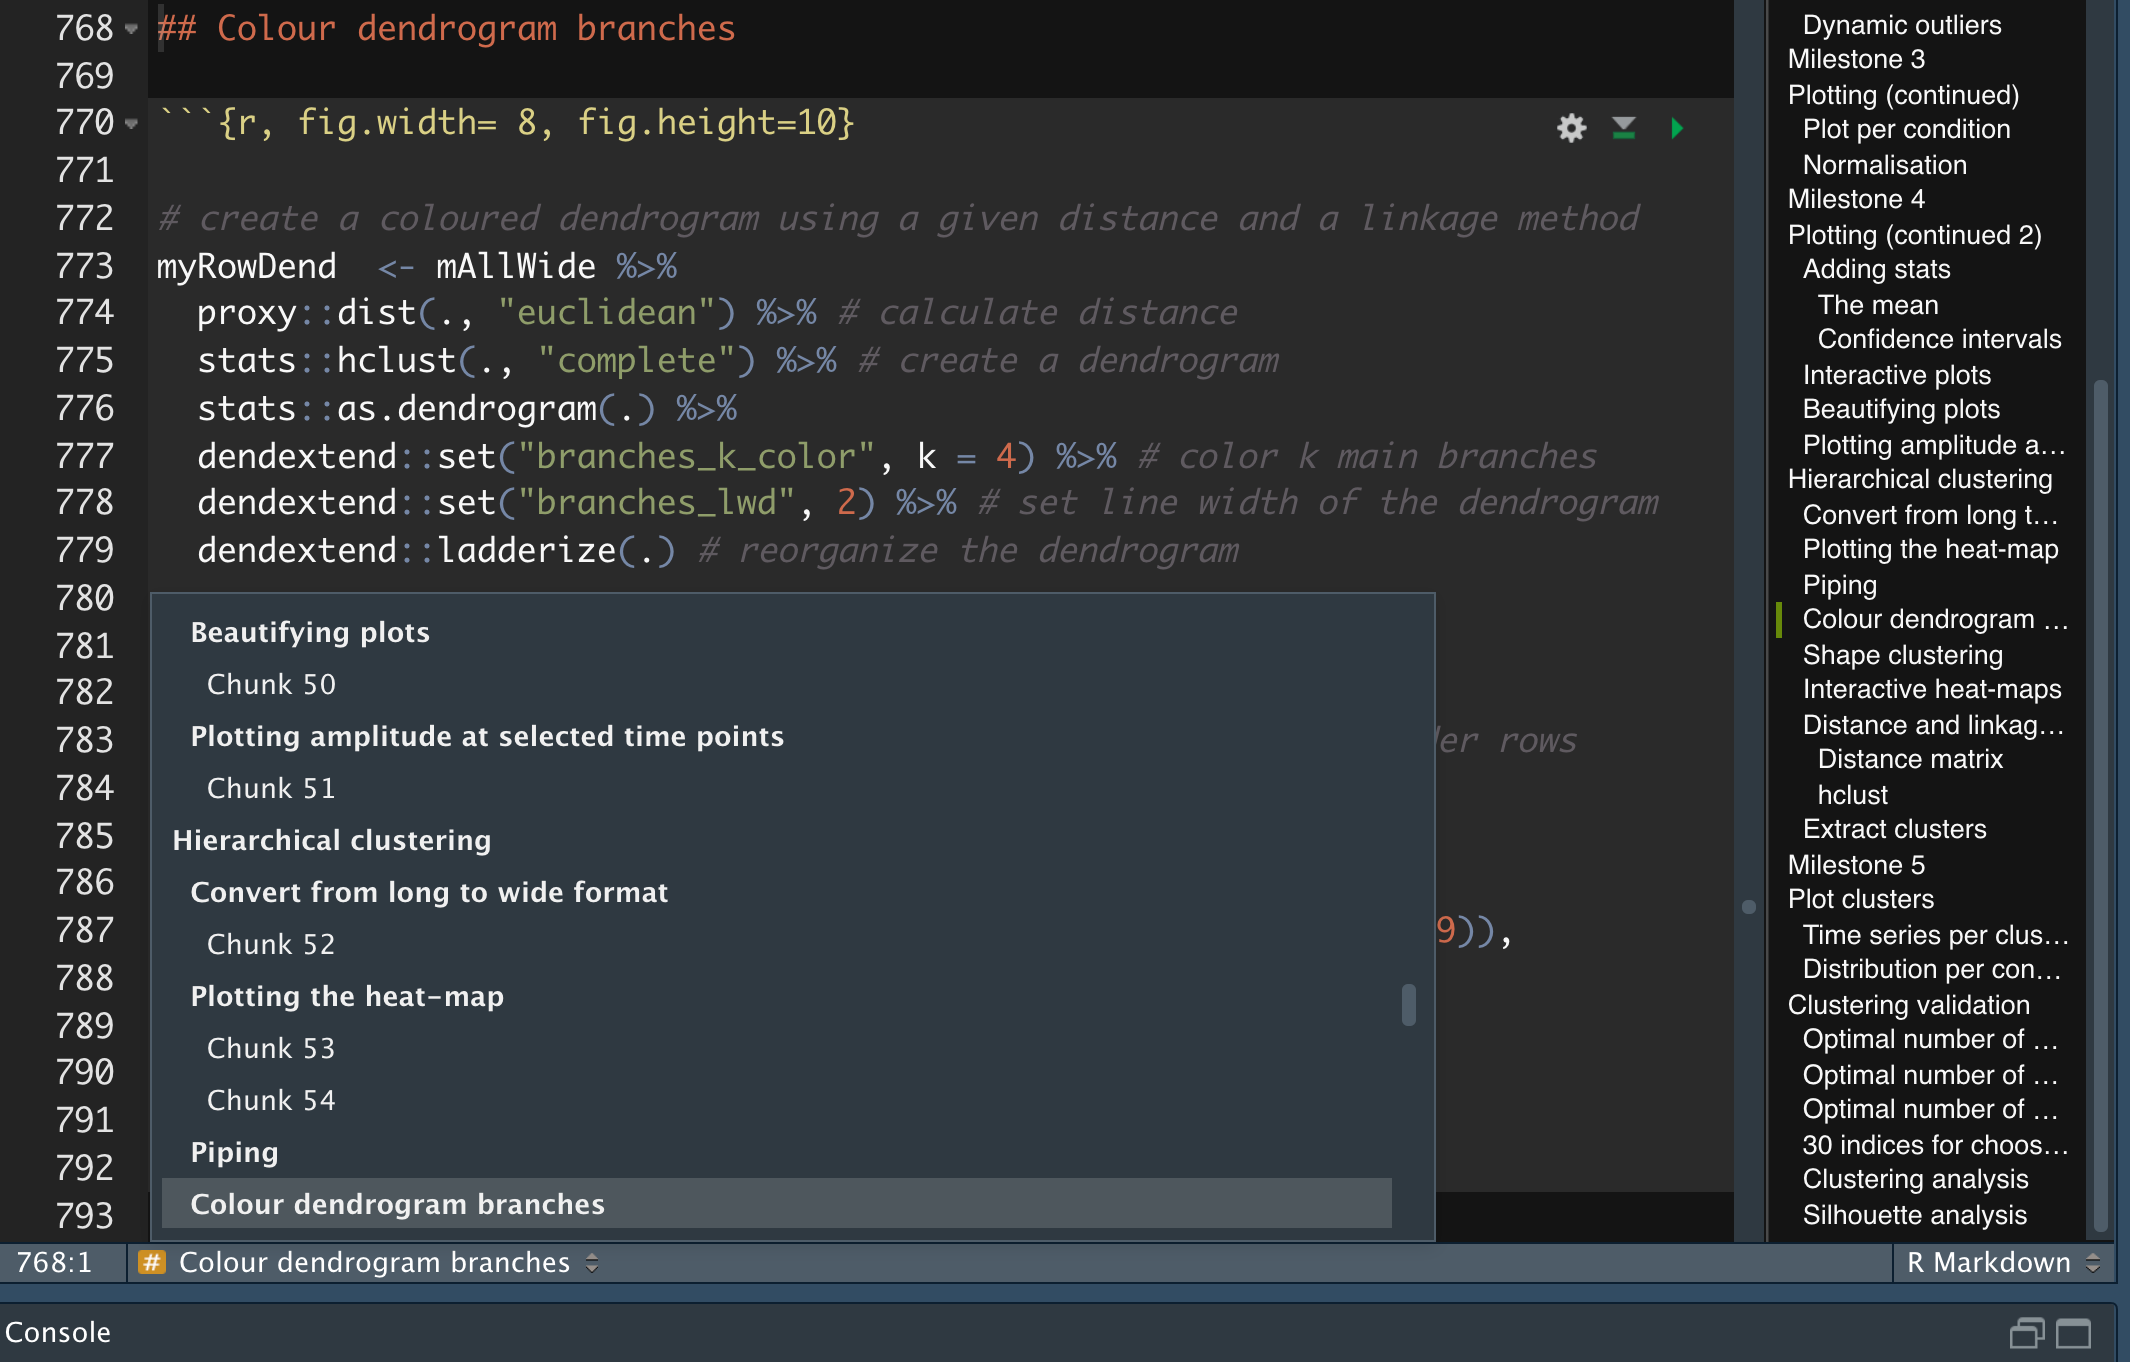 768 ## Colour dendrogram branches
769
770 ```{r, fig.width= 8, fig.height=10}
771
772 # create a coloured dendrogram using a given distance and a linkage method
773 myRowDend  <- mAllWide %>%
774   proxy::dist(., "euclidean") %>% # calculate distance
775   stats::hclust(., "complete") %>% # create a dendrogram
776   stats::as.dendrogram(.) %>%
777   dendextend::set("branches_k_color", k = 4) %>% # color k main branches
778   dendextend::set("branches_lwd", 2) %>% # set line width of the dendrogram
779   dendextend::ladderize(.) # reorganize the dendrogram
780
781
782
783 rows
784
785
786
787 9)),
788
789
790
791
792
793
Beautifying plots
Chunk 50
Plotting amplitude at selected time points
Chunk 51
Hierarchical clustering
Convert from long to wide format
Chunk 52
Plotting the heat-map
Chunk 53
Chunk 54
Piping
Colour dendrogram branches
768:1 # Colour dendrogram branches R Markdown
Console
Dynamic outliers
Milestone 3
Plotting (continued)
Plot per condition
Normalisation
Milestone 4
Plotting (continued 2)
Adding stats
The mean
Confidence intervals
Interactive plots
Beautifying plots
Plotting amplitude a...
Hierarchical clustering
Convert from long t...
Plotting the heat-map
Piping
Colour dendrogram ...
Shape clustering
Interactive heat-maps
Distance and linkag...
Distance matrix
hclust
Extract clusters
Milestone 5
Plot clusters
Time series per clus...
Distribution per con...
Clustering validation
Optimal number of ...
Optimal number of ...
Optimal number of ...
30 indices for choos...
Clustering analysis
Silhouette analysis